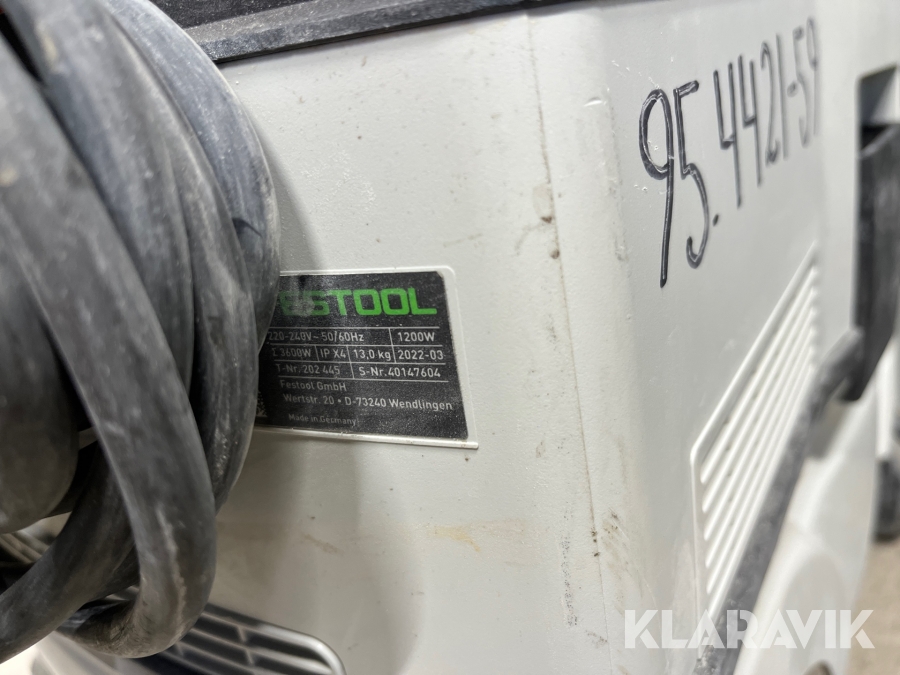 95.4421-59
FESTOOL
220-240V~ 50/60Hz 1200W
Σ 3600W IP X4 13,0 kg 2022-03
T-Nr. 202 445 S-Nr. 40147604
Festool GmbH
Wertstr. 20 • D-73240 Wendlingen
Made in Germany
KLARAVIK